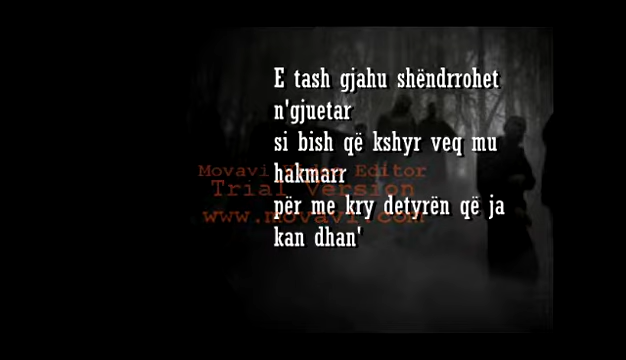 E tash gjahu shëndrrohet
n'gjuetar
si bish që kshyr veq mu
hakmarr
Movavi Video Editor
Trial Version
për me kry detyrën që ja
www.movavi.com
kan dhan'